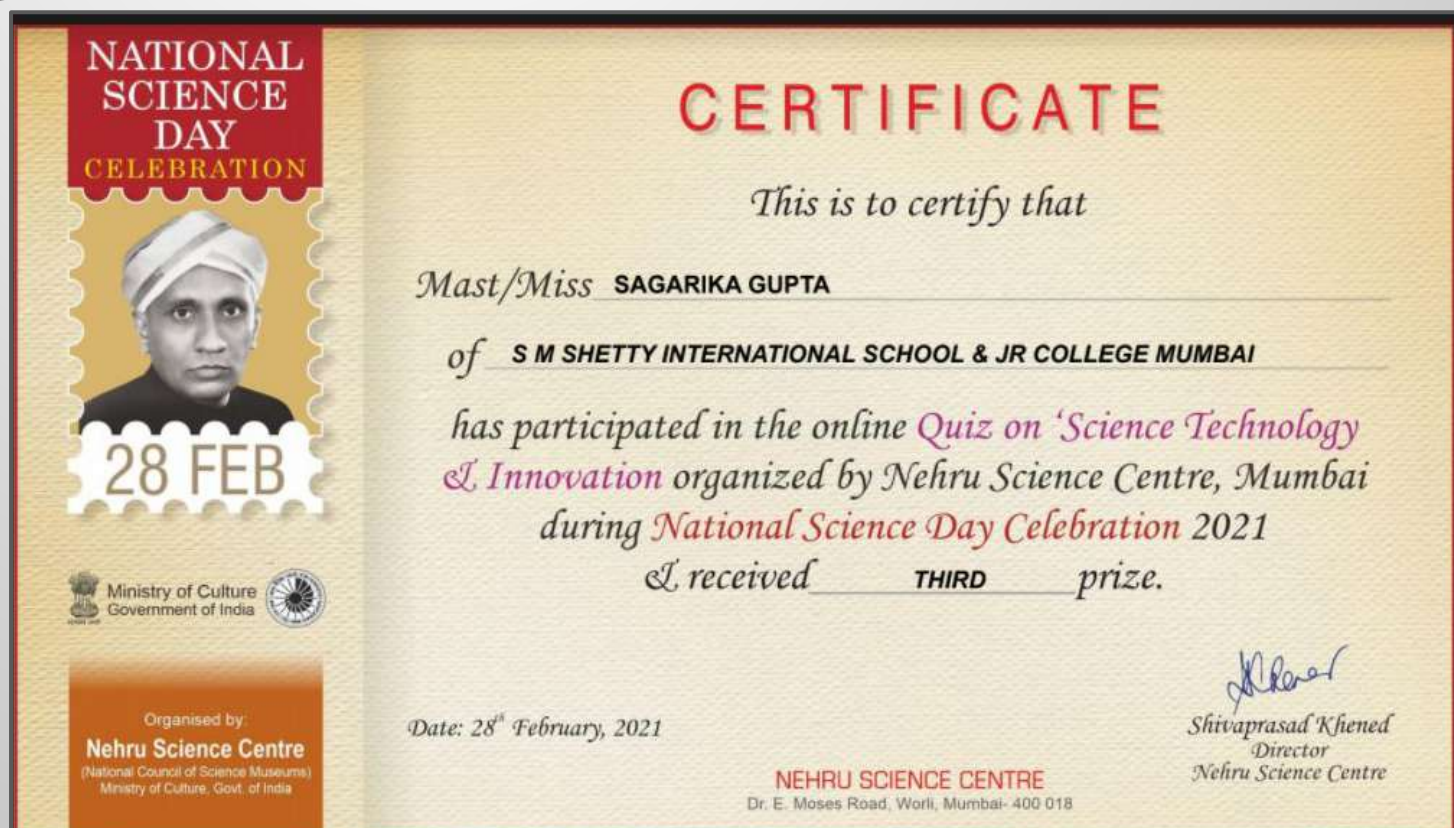 NATIONAL
SCIENCE
DAY
CELEBRATION
28 FEB
Ministry of Culture
Government of India
Organised by:
Nehru Science Centre
(National Council of Science Museums)
Ministry of Culture, Govt. of India
CERTIFICATE
This is to certify that
Mast/Miss SAGARIKA GUPTA
of S M SHETTY INTERNATIONAL SCHOOL & JR COLLEGE MUMBAI
has participated in the online Quiz on ‘Science Technology
& Innovation organized by Nehru Science Centre, Mumbai
during National Science Day Celebration 2021
& received THIRD prize.
Date: 28th February, 2021
Shivaprasad Khened
Director
Nehru Science Centre
NEHRU SCIENCE CENTRE
Dr. E. Moses Road, Worli, Mumbai- 400 018